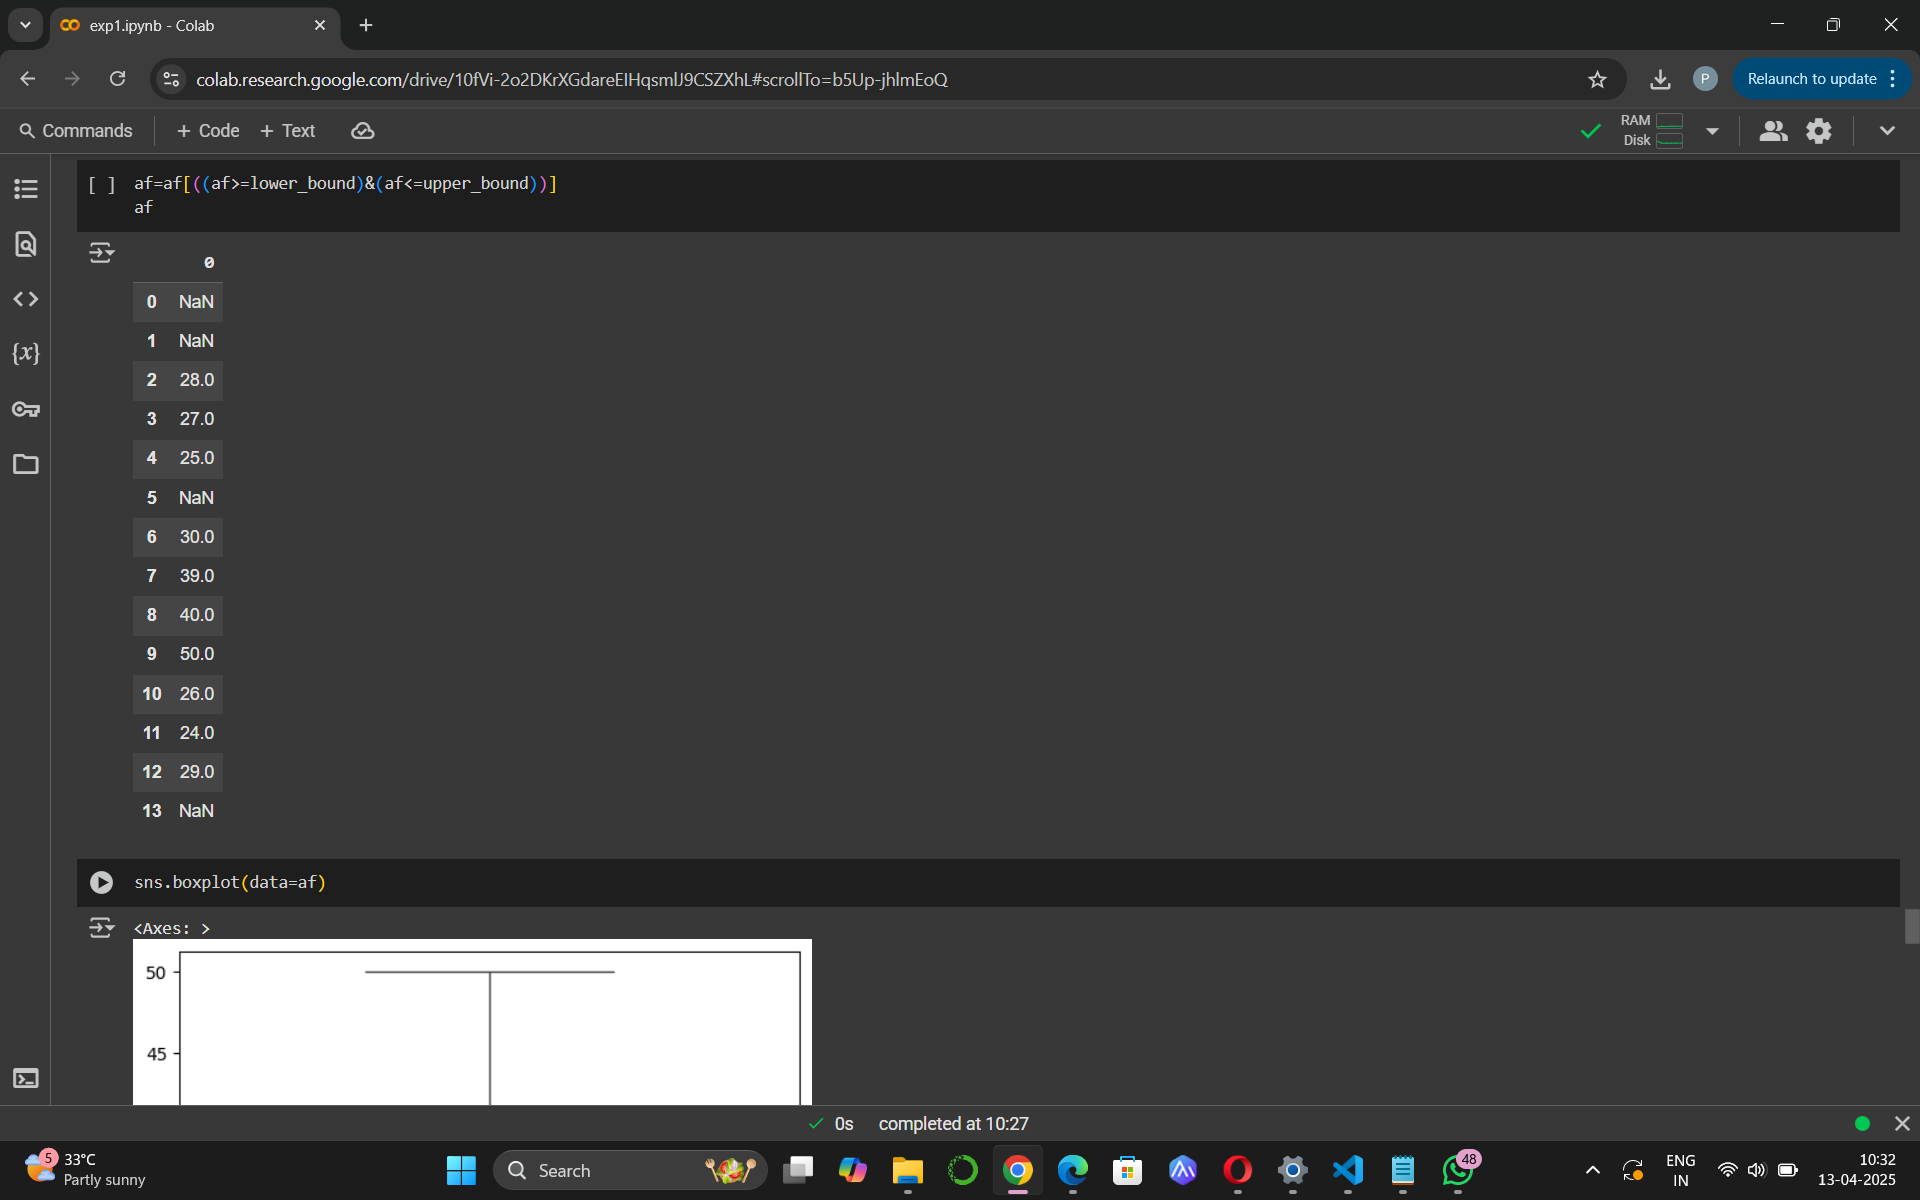 exp1.ipynb - Colab
colab.research.google.com/drive/10fVi-2o2DKrXGdareEIHqsmIJ9CSZXhL#scrollTo=b5Up-jhlmEoQ
P
Relaunch to update
Commands
+ Code
+ Text
RAM
Disk
[ ]
af=af[((af>=lower_bound)&(af<=upper_bound))]
af
0
0 NaN
1 NaN
2 28.0
3 27.0
4 25.0
5 NaN
6 30.0
7 39.0
8 40.0
9 50.0
10 26.0
11 24.0
12 29.0
13 NaN
{x}
sns.boxplot(data=af)
<Axes: >
50
45
0s completed at 10:27
5
33°C
Partly sunny
Search
48
ENG
IN
10:32
13-04-2025